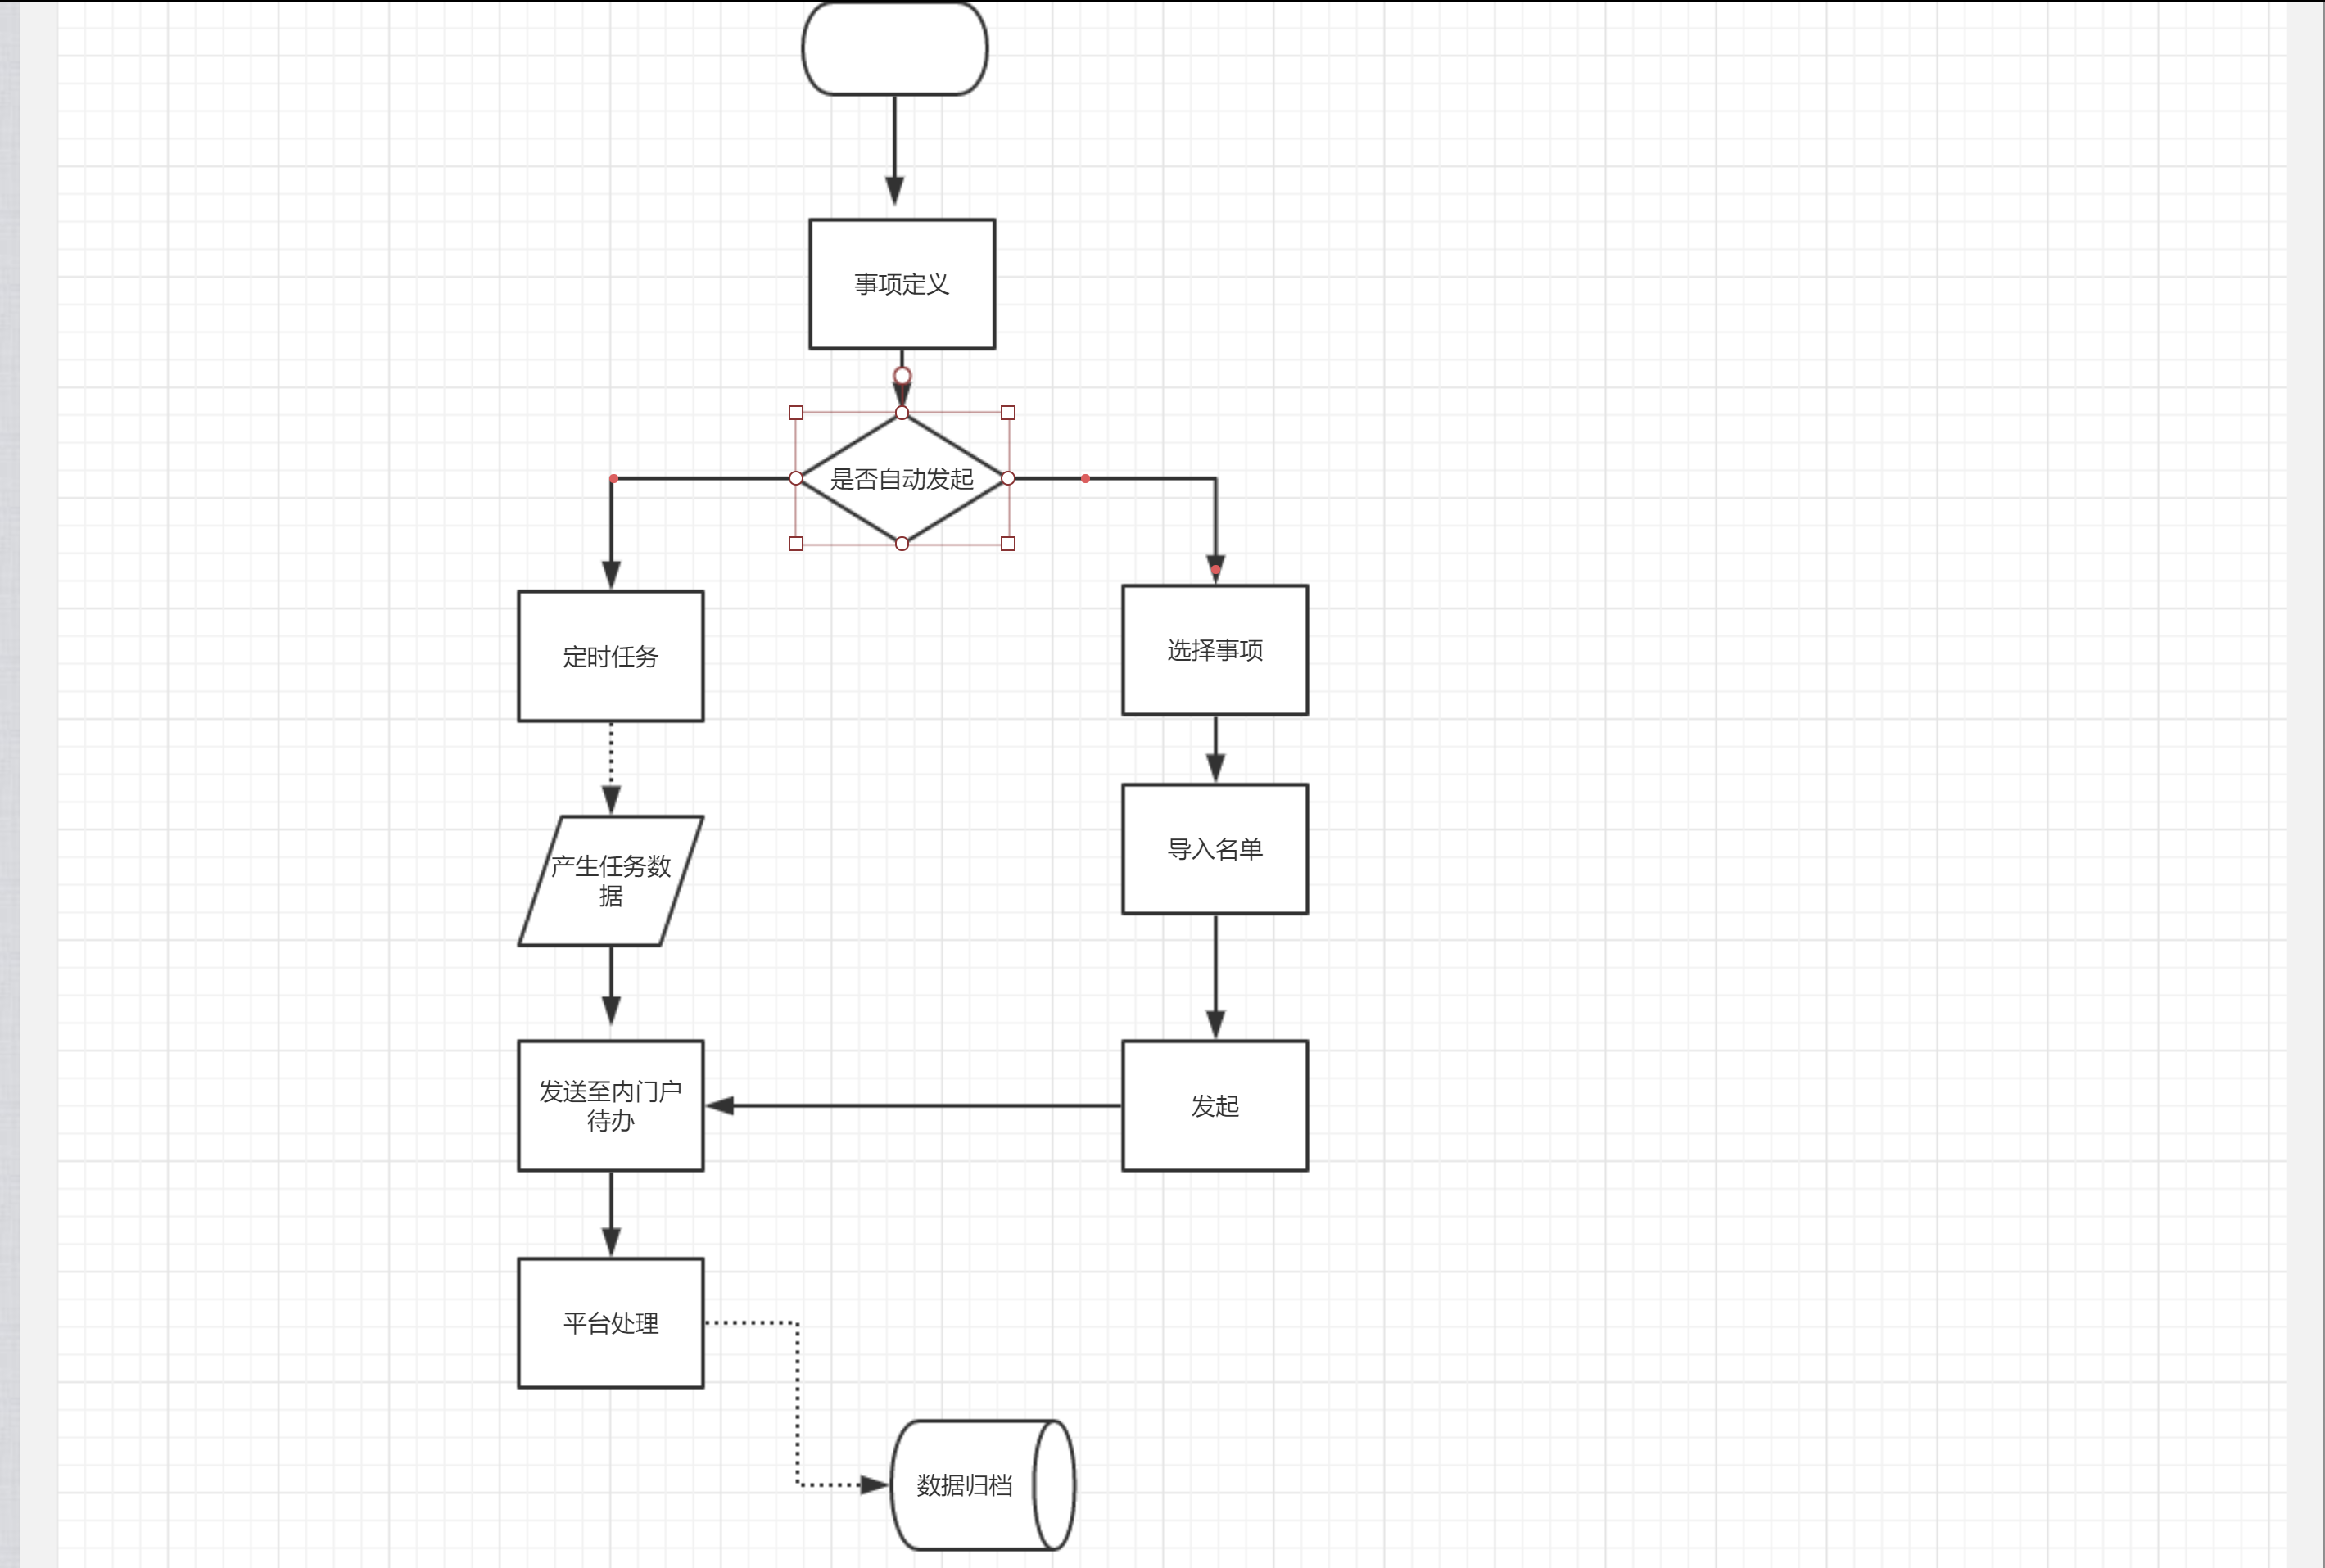 事项定义
是否自动发起
定时任务
选择事项
产生任务数
据
导入名单
发送至内门户
待办
发起
平台处理
数据归档